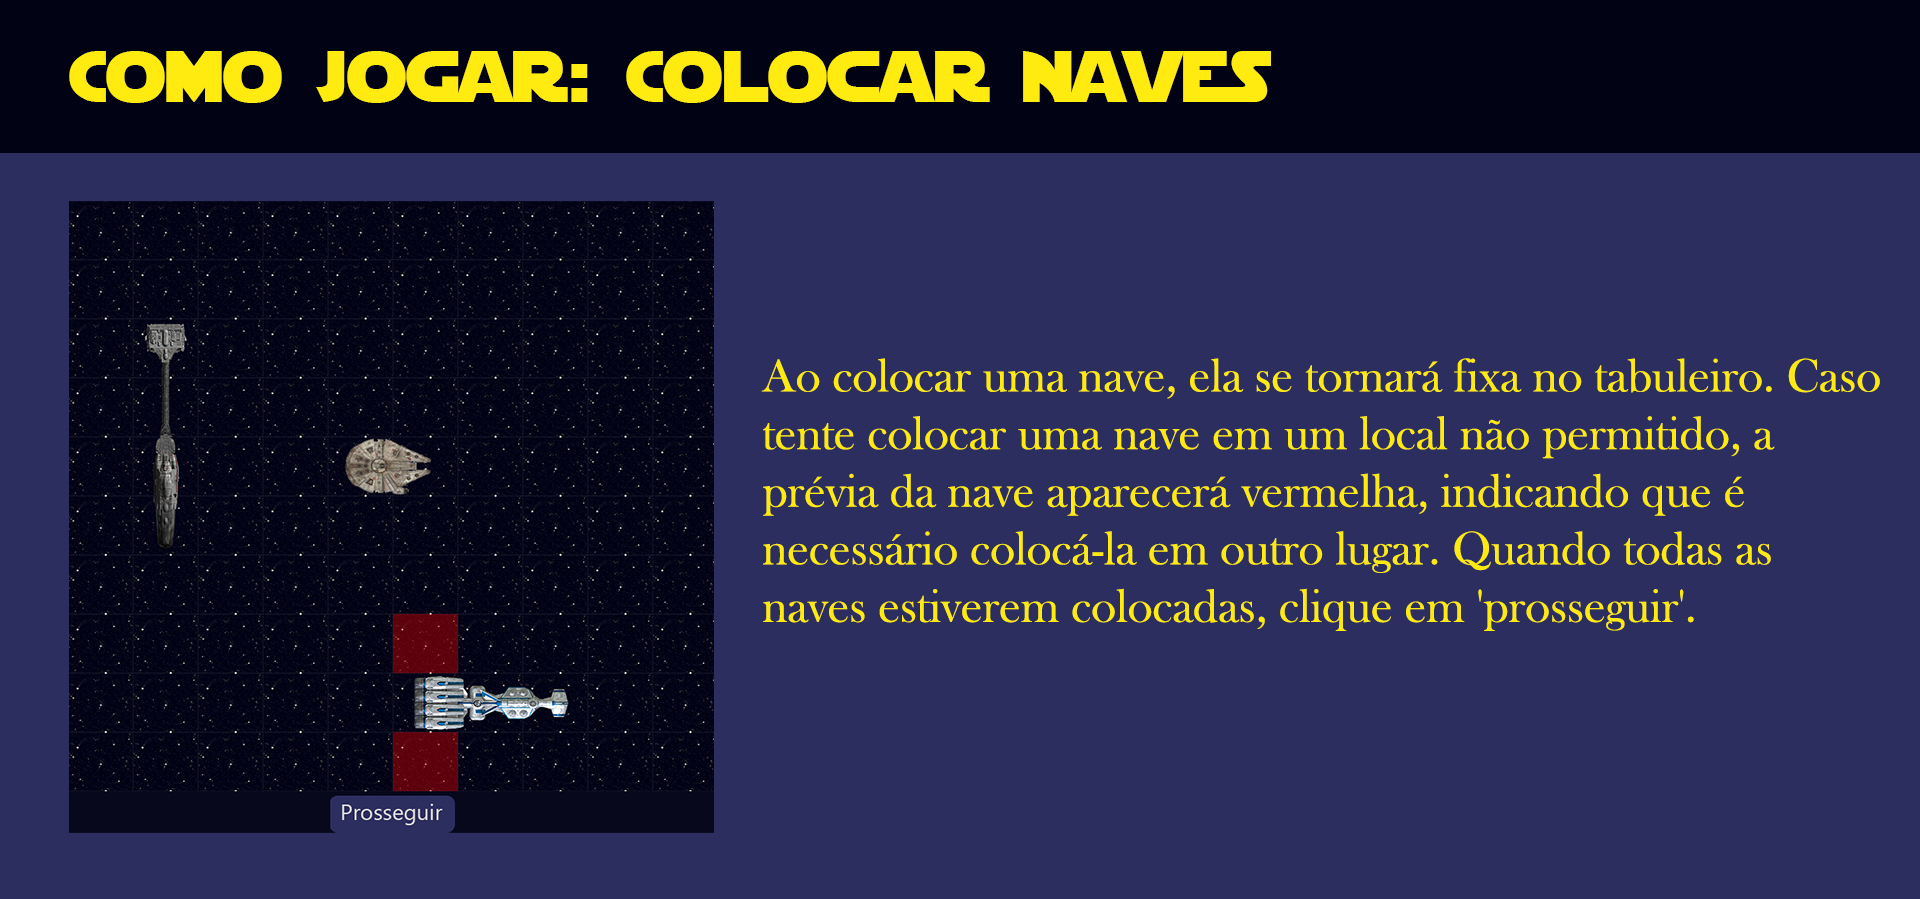 COMO JOGAR: COLOCAR NAVES
Ao colocar uma nave, ela se tornará fixa no tabuleiro. Caso
tente colocar uma nave em um local não permitido, a
prévia da nave aparecerá vermelha, indicando que é
necessário colocá-la em outro lugar. Quando todas as
naves estiverem colocadas, clique em 'prosseguir'.
Prosseguir